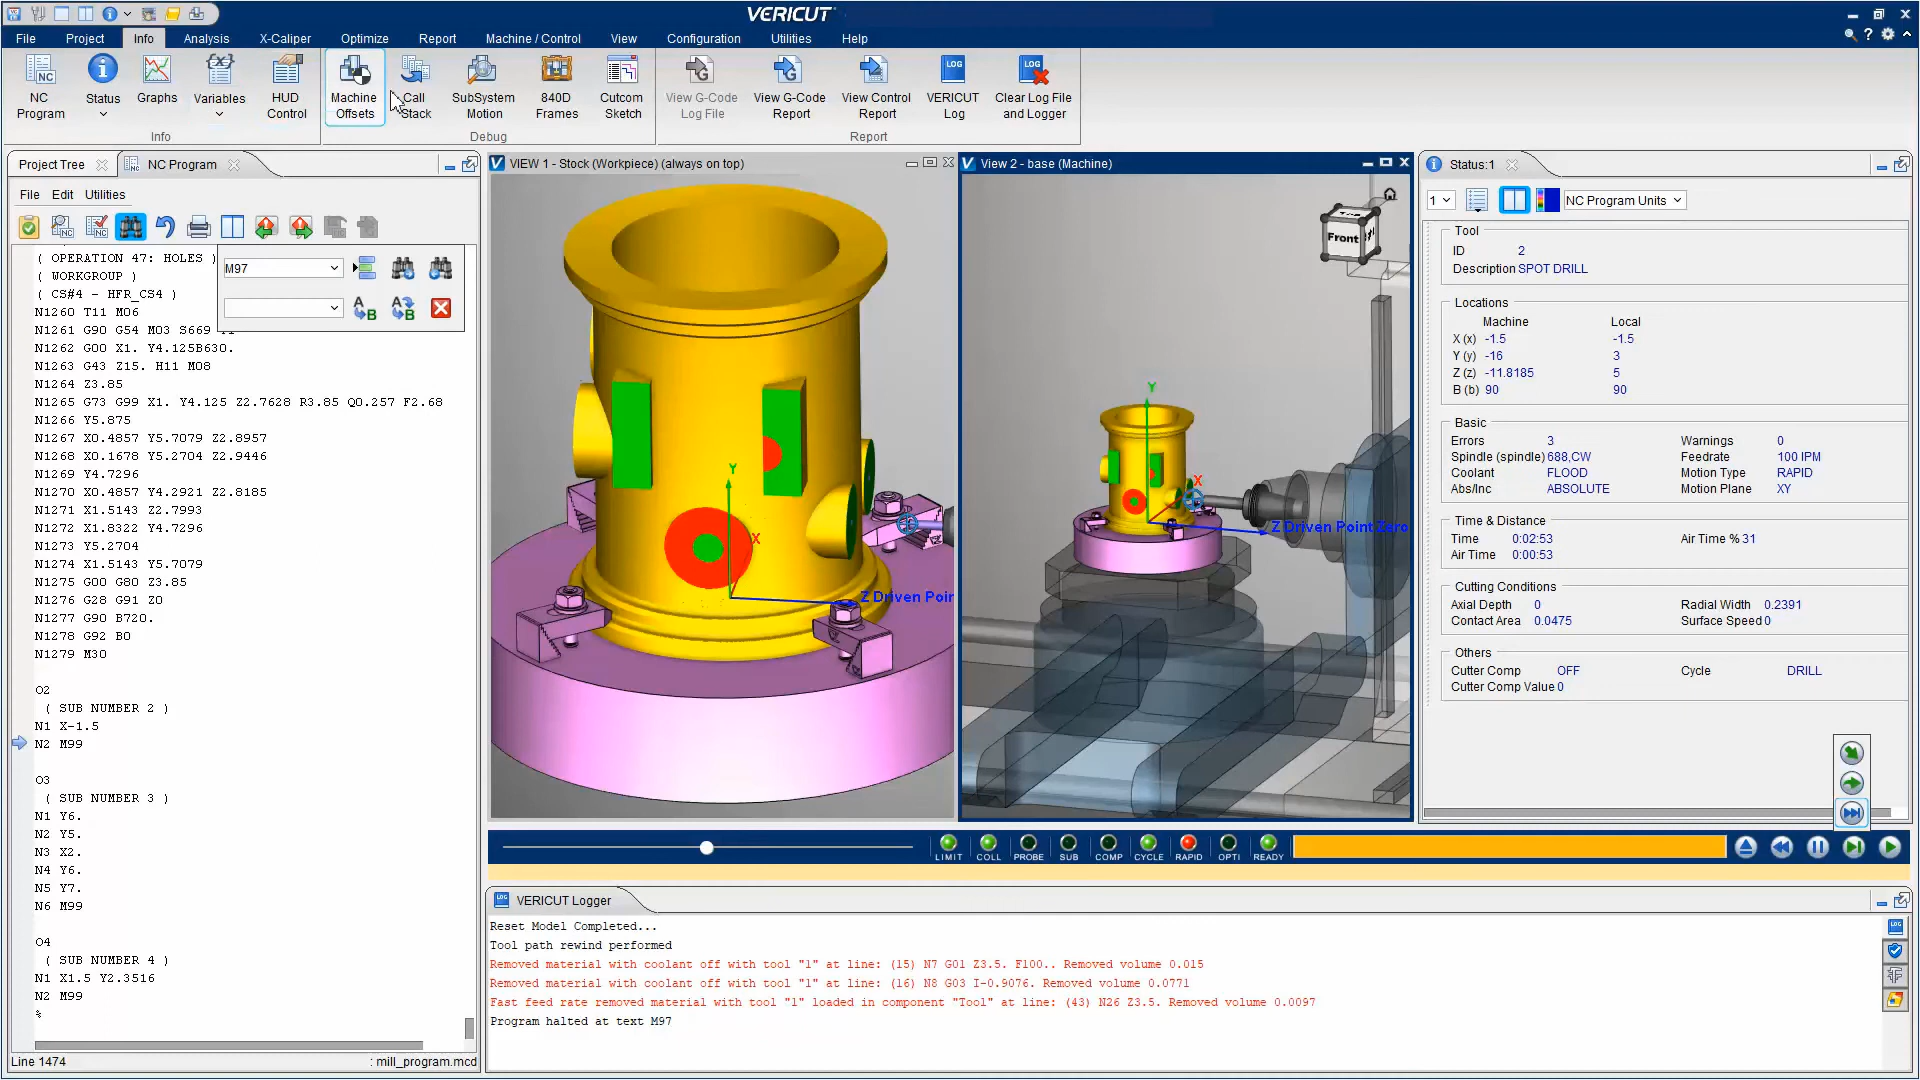 VERICUT
File Project Info Analysis X-Caliper Optimize Report Machine / Control View Configuration Utilities Help
NC Program
Status
Graphs
Variables
HUD Control
Machine Offsets
Call Stack
SubSystem Motion
840D Frames
Cutcom Sketch
View G-Code Log File
View G-Code Report
View Control Report
VERICUT Log
Clear Log File and Logger
Info
Debug
Report
Project Tree
NC Program
File Edit Utilities
M97
( OPERATION 47: HOLES )
( WORKGROUP )
( CS#4 - HFR_CS4 )
N1260 T11 M06
N1261 G90 G54 M03 S669
N1262 G00 X1. Y4.125B630.
N1263 G43 Z15. H11 M08
N1264 Z3.85
N1265 G73 G99 X1. Y4.125 Z2.7628 R3.85 Q0.257 F2.68
N1266 Y5.875
N1267 X0.4857 Y5.7079 Z2.8957
N1268 X0.1678 Y5.2704 Z2.9446
N1269 Y4.7296
N1270 X0.4857 Y4.2921 Z2.8185
N1271 X1.5143 Z2.7993
N1272 X1.8322 Y4.7296
N1273 Y5.2704
N1274 X1.5143 Y5.7079
N1275 G00 G80 Z3.85
N1276 G28 G91 Z0
N1277 G90 B720.
N1278 G92 B0
N1279 M30
O2
( SUB NUMBER 2 )
N1 X-1.5
N2 M99
O3
( SUB NUMBER 3 )
N1 Y6.
N2 Y5.
N3 X2.
N4 Y6.
N5 Y7.
N6 M99
O4
( SUB NUMBER 4 )
N1 X1.5 Y2.3516
N2 M99
%
Line 1474
: mill_program.mcd
VIEW 1 - Stock (Workpiece) (always on top)
Y
X
Z Driven Poin
View 2 - base (Machine)
Front
Y
X
Z Driven Point Zero
LIMIT COLL PROBE SUB COMP CYCLE RAPID OPTI READY
VERICUT Logger
Reset Model Completed...
Tool path rewind performed
Removed material with coolant off with tool "1" at line: (15) N7 G01 Z3.5. F100.. Removed volume 0.015
Removed material with coolant off with tool "1" at line: (16) N8 G03 I-0.9076. Removed volume 0.0771
Fast feed rate removed material with tool "1" loaded in component "Tool" at line: (43) N26 Z3.5. Removed volume 0.0097
Program halted at text M97
Status:1
1
NC Program Units
Tool
ID 2
Description SPOT DRILL
Locations
Machine Local
X (x) -1.5 -1.5
Y (y) -16 3
Z (z) -11.8185 5
B (b) 90 90
Basic
Errors 3 Warnings 0
Spindle (spindle) 688,CW Feedrate 100 IPM
Coolant FLOOD Motion Type RAPID
Abs/Inc ABSOLUTE Motion Plane XY
Time & Distance
Time 0:02:53 Air Time % 31
Air Time 0:00:53
Cutting Conditions
Axial Depth 0 Radial Width 0.2391
Contact Area 0.0475 Surface Speed 0
Others
Cutter Comp OFF Cycle DRILL
Cutter Comp Value 0